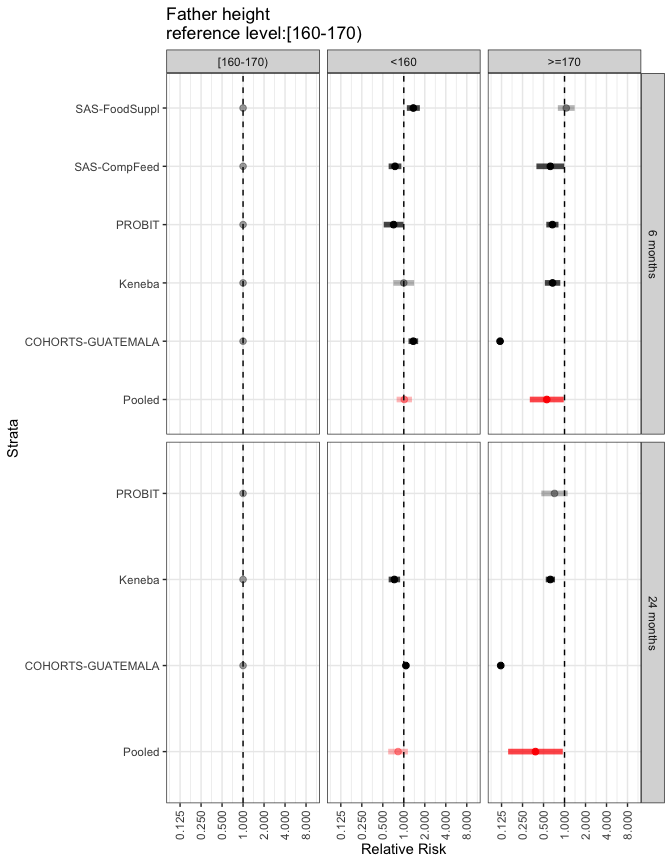 Father height
reference level:[160-170)
[160-170)
<160
>=170
SAS-FoodSuppl
SAS-CompFeed
PROBIT
Keneba
COHORTS-GUATEMALA
Pooled
6 months
PROBIT
Keneba
COHORTS-GUATEMALA
Pooled
24 months
Strata
0.125 0.250 0.500 1.000 2.000 4.000 8.000
0.125 0.250 0.500 1.000 2.000 4.000 8.000
0.125 0.250 0.500 1.000 2.000 4.000 8.000
Relative Risk